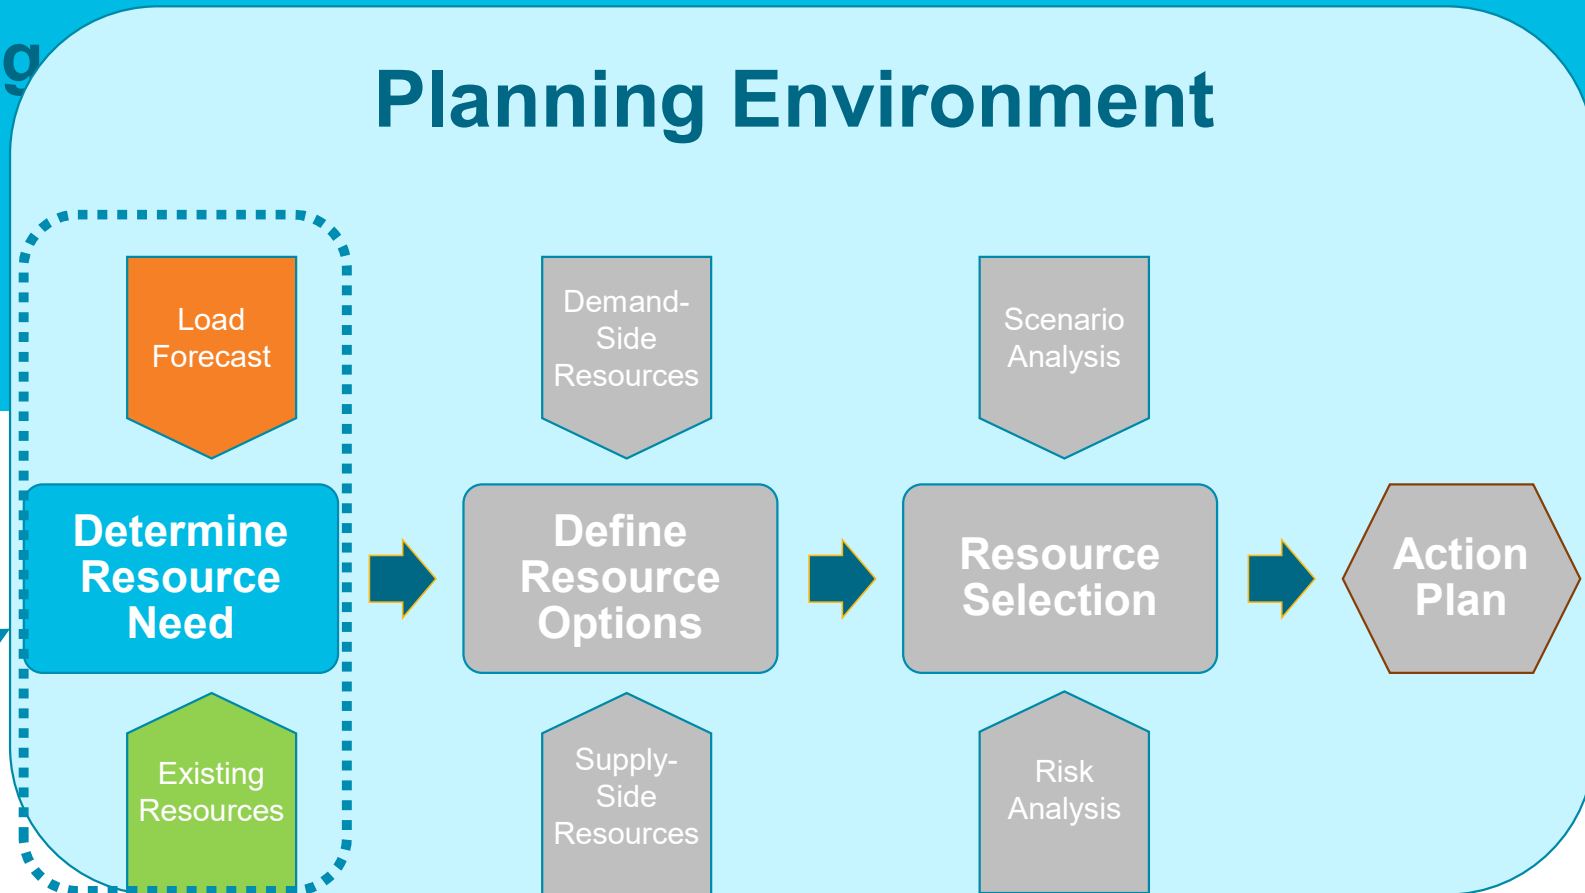 g
Planning Environment
Load
Forecast
Demand-
Side
Resources
Scenario
Analysis
Determine
Resource
Need
Define
Resource
Options
Resource
Selection
Action
Plan
Existing
Resources
Supply-
Side
Resources
Risk
Analysis